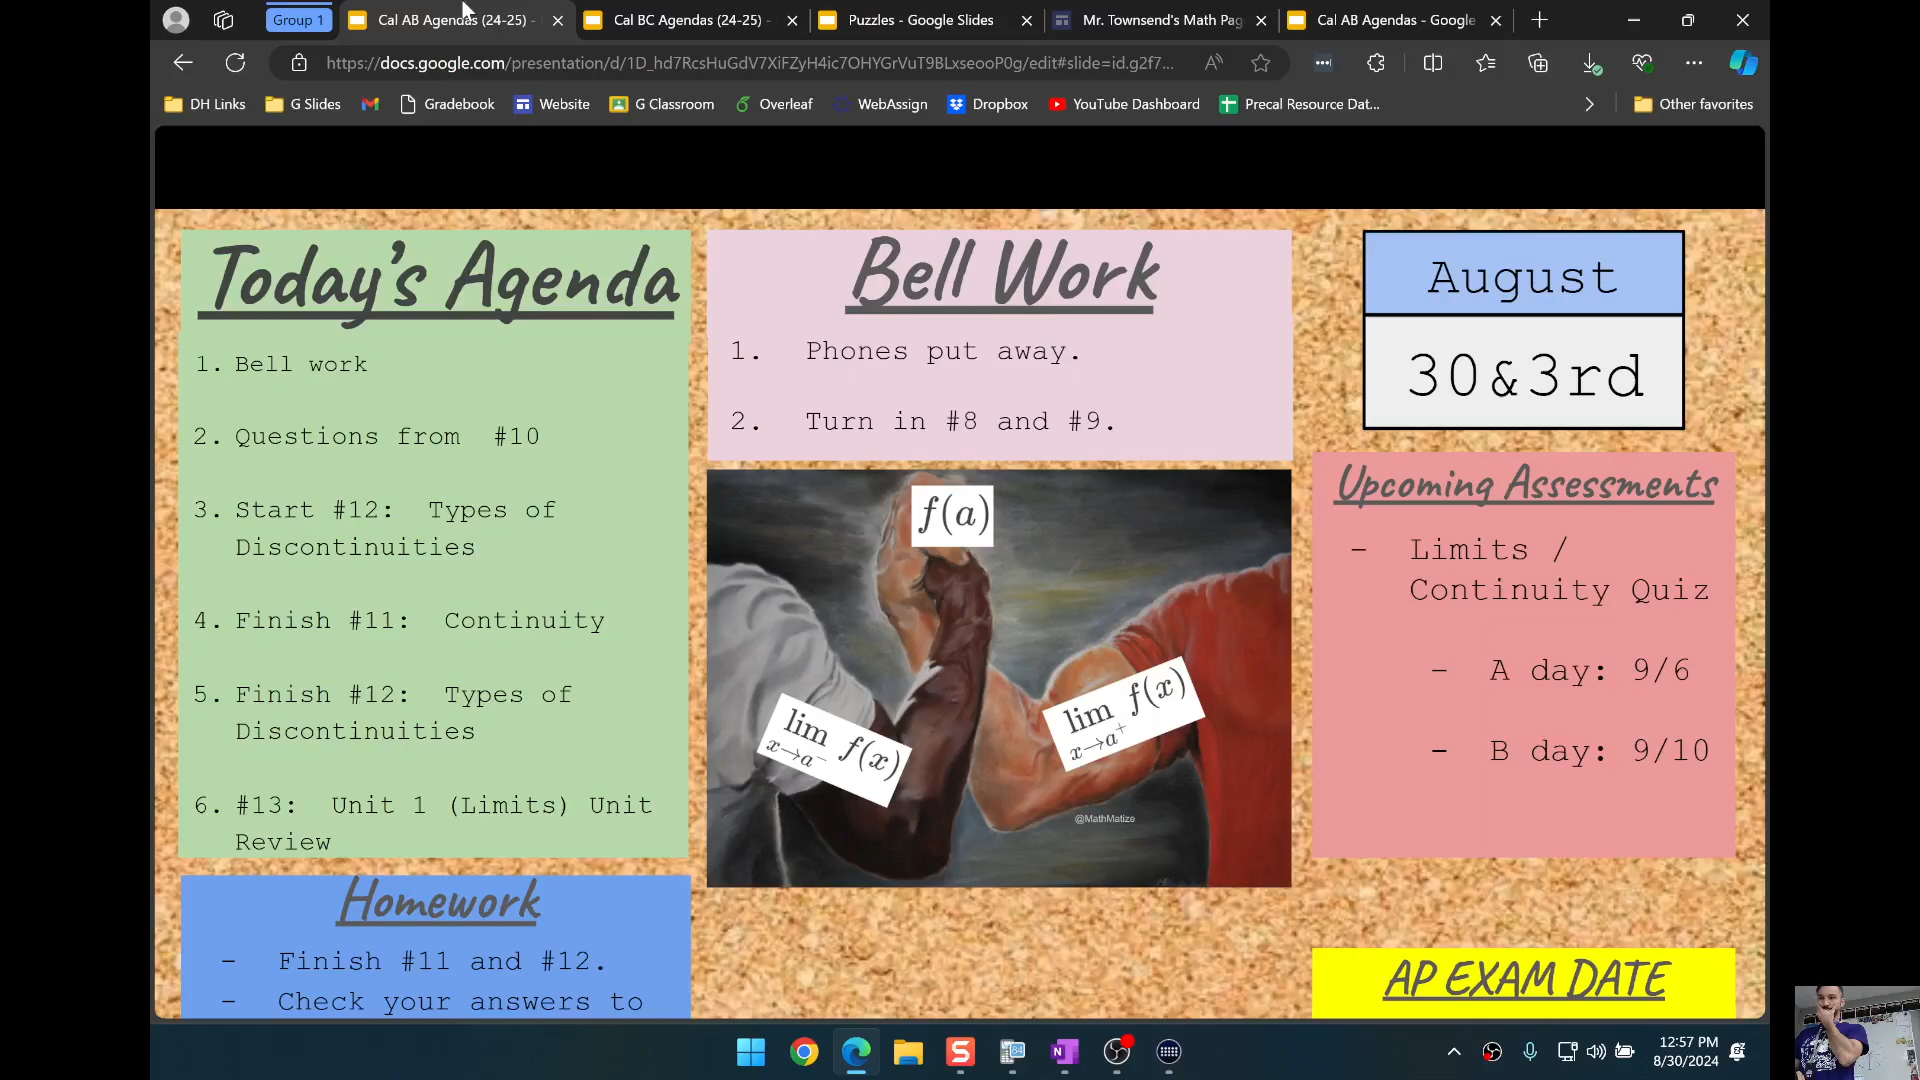 Group 1
Cal AB Agendas (24-25) -
Cal BC Agendas (24-25) -
Puzzles - Google Slides
Mr. Townsend's Math Pag
Cal AB Agendas - Google
https://docs.google.com/presentation/d/1D_hd7RcsHuGdV7XiFZyH4ic7OHYGrVuT9BLxseooP0g/edit#slide=id.g2f7...
DH Links
G Slides
Gradebook
Website
G Classroom
Overleaf
WebAssign
Dropbox
YouTube Dashboard
Precal Resource Dat...
Other favorites
Today's Agenda
1. Bell work
2. Questions from #10
3. Start #12: Types of
Discontinuities
4. Finish #11: Continuity
5. Finish #12: Types of
Discontinuities
6. #13: Unit 1 (Limits) Unit
Review
Homework
- Finish #11 and #12.
- Check your answers to
Bell Work
1. Phones put away.
2. Turn in #8 and #9.
f(a)
lim f(x)
x→a⁻
lim f(x)
x→a⁺
@MathMatize
August
30&3rd
Upcoming Assessments
- Limits /
Continuity Quiz
- A day: 9/6
- B day: 9/10
AP EXAM DATE
12:57 PM
8/30/2024